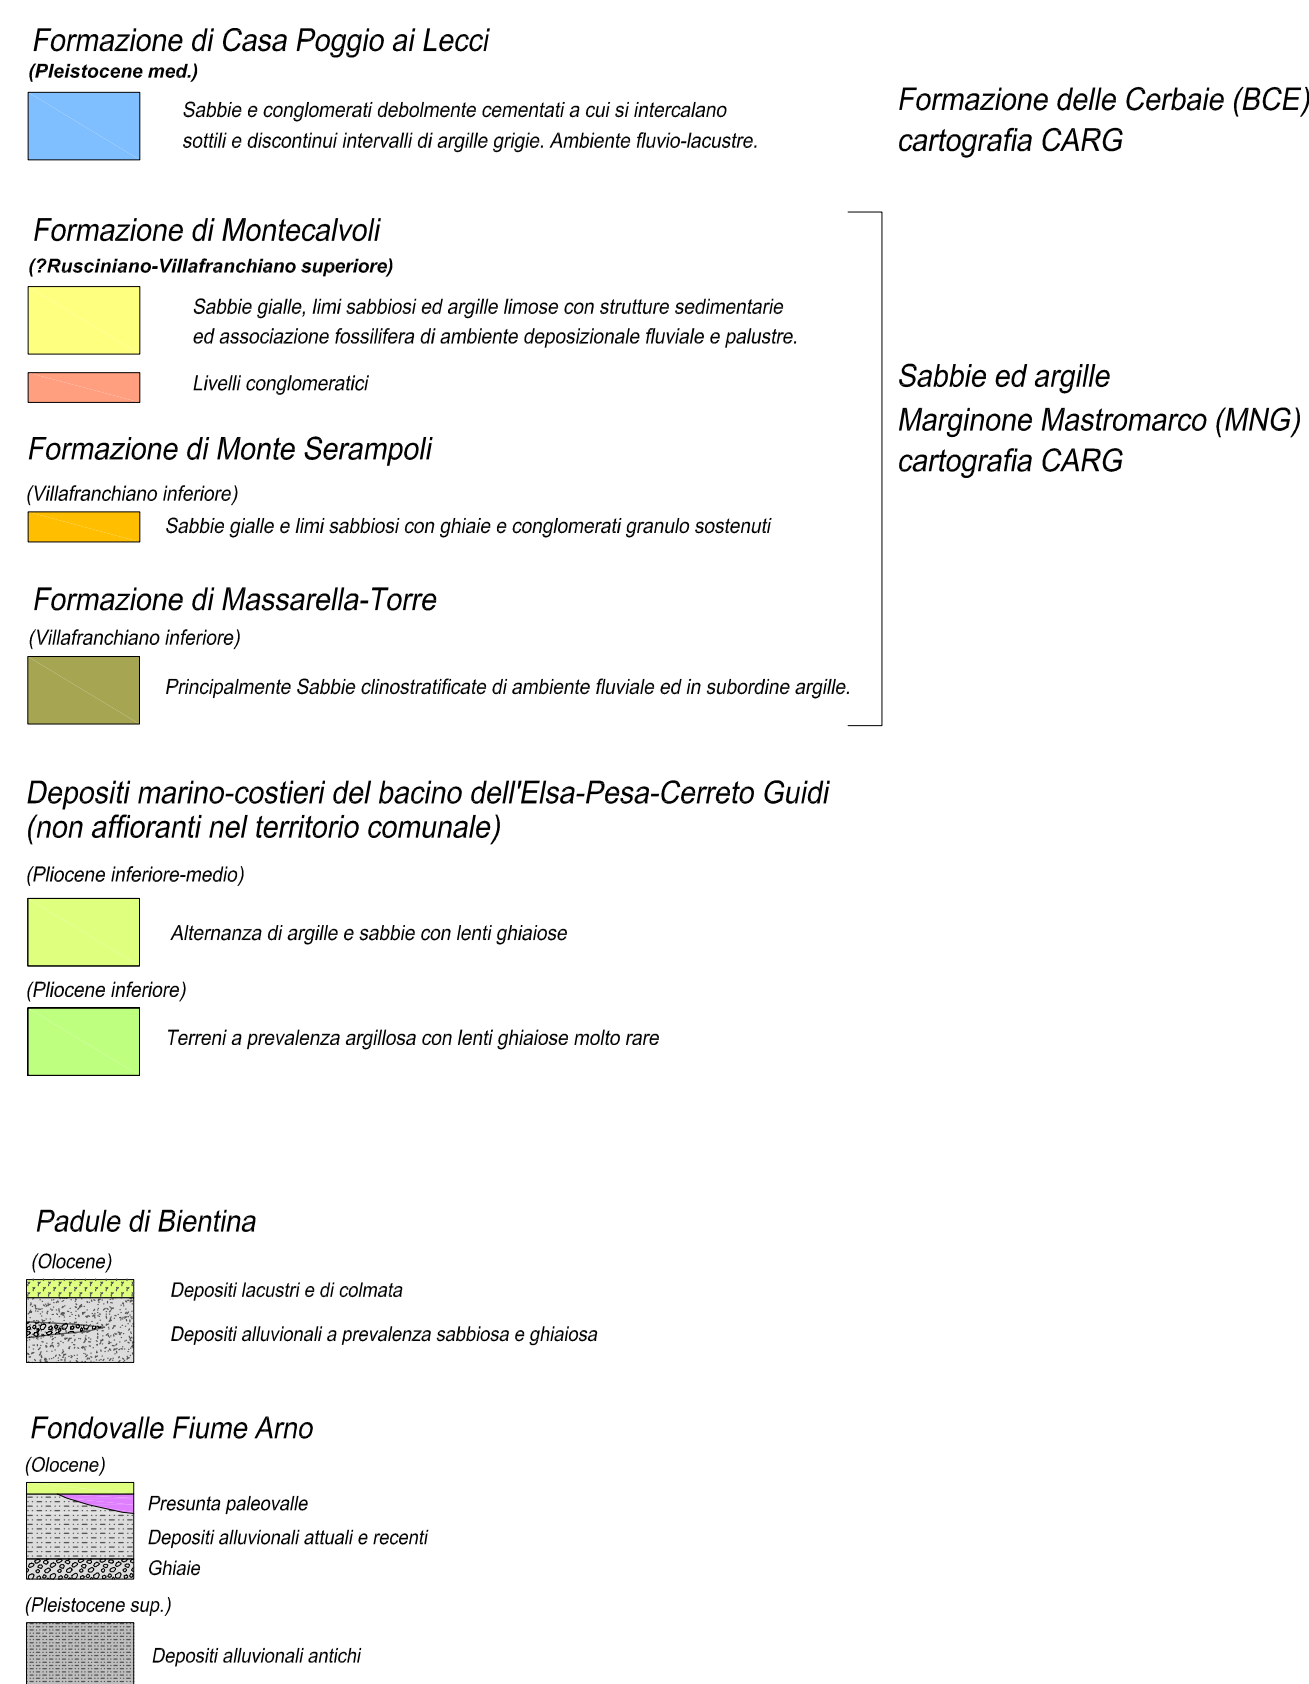 Formazione di Casa Poggio ai Lecci
(Pleistocene med.)
Sabbie e conglomerati debolmente cementati a cui si intercalano
sottili e discontinui intervalli di argille grigie. Ambiente fluvio-lacustre.
Formazione delle Cerbaie (BCE)
cartografia CARG
Formazione di Montecalvoli
(?Rusciniano-Villafranchiano superiore)
Sabbie gialle, limi sabbiosi ed argille limose con strutture sedimentarie
ed associazione fossilifera di ambiente deposizionale fluviale e palustre.
Livelli conglomeratici
Formazione di Monte Serampoli
(Villafranchiano inferiore)
Sabbie gialle e limi sabbiosi con ghiaie e conglomerati granulo sostenuti
Formazione di Massarella-Torre
(Villafranchiano inferiore)
Principalmente Sabbie clinostratificate di ambiente fluviale ed in subordine argille.
Sabbie ed argille
Marginone Mastromarco (MNG)
cartografia CARG
Depositi marino-costieri del bacino dell'Elsa-Pesa-Cerreto Guidi
(non affioranti nel territorio comunale)
(Pliocene inferiore-medio)
Alternanza di argille e sabbie con lenti ghiaiose
(Pliocene inferiore)
Terreni a prevalenza argillosa con lenti ghiaiose molto rare
Padule di Bientina
(Olocene)
Depositi lacustri e di colmata
Depositi alluvionali a prevalenza sabbiosa e ghiaiosa
Fondovalle Fiume Arno
(Olocene)
Presunta paleovalle
Depositi alluvionali attuali e recenti
Ghiaie
(Pleistocene sup.)
Depositi alluvionali antichi